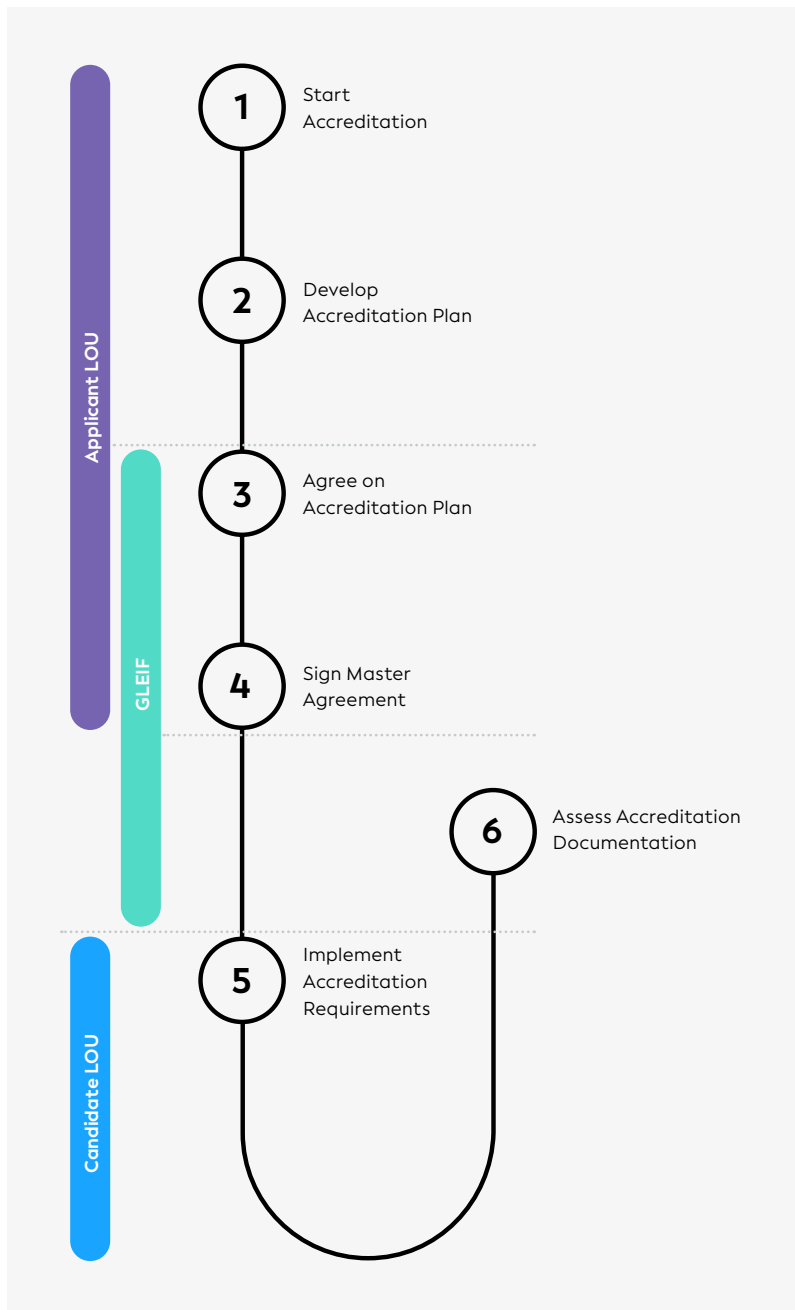 1
Start
Accreditation
2
Develop
Accreditation Plan
Applicant LOU
3
Agree on
Accreditation Plan
GLEIF
4
Sign Master
Agreement
6
Assess Accreditation
Documentation
5
Implement
Accreditation
Requirements
Candidate LOU